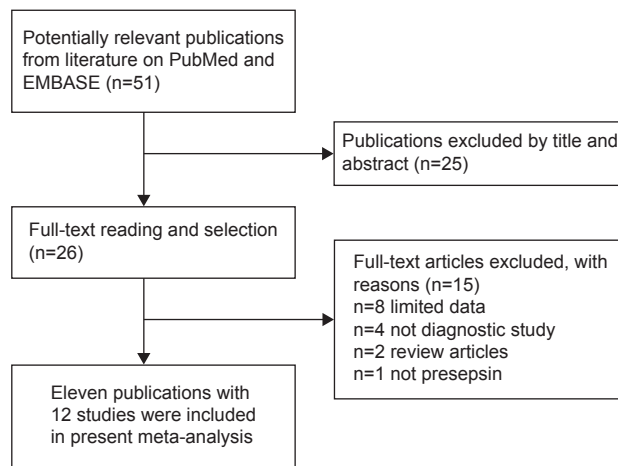 Potentially relevant publications
from literature on PubMed and
EMBASE (n=51)
Publications excluded by title and
abstract (n=25)
Full-text reading and selection
(n=26)
Full-text articles excluded, with
reasons (n=15)
n=8 limited data
n=4 not diagnostic study
n=2 review articles
n=1 not presepsin
Eleven publications with
12 studies were included
in present meta-analysis